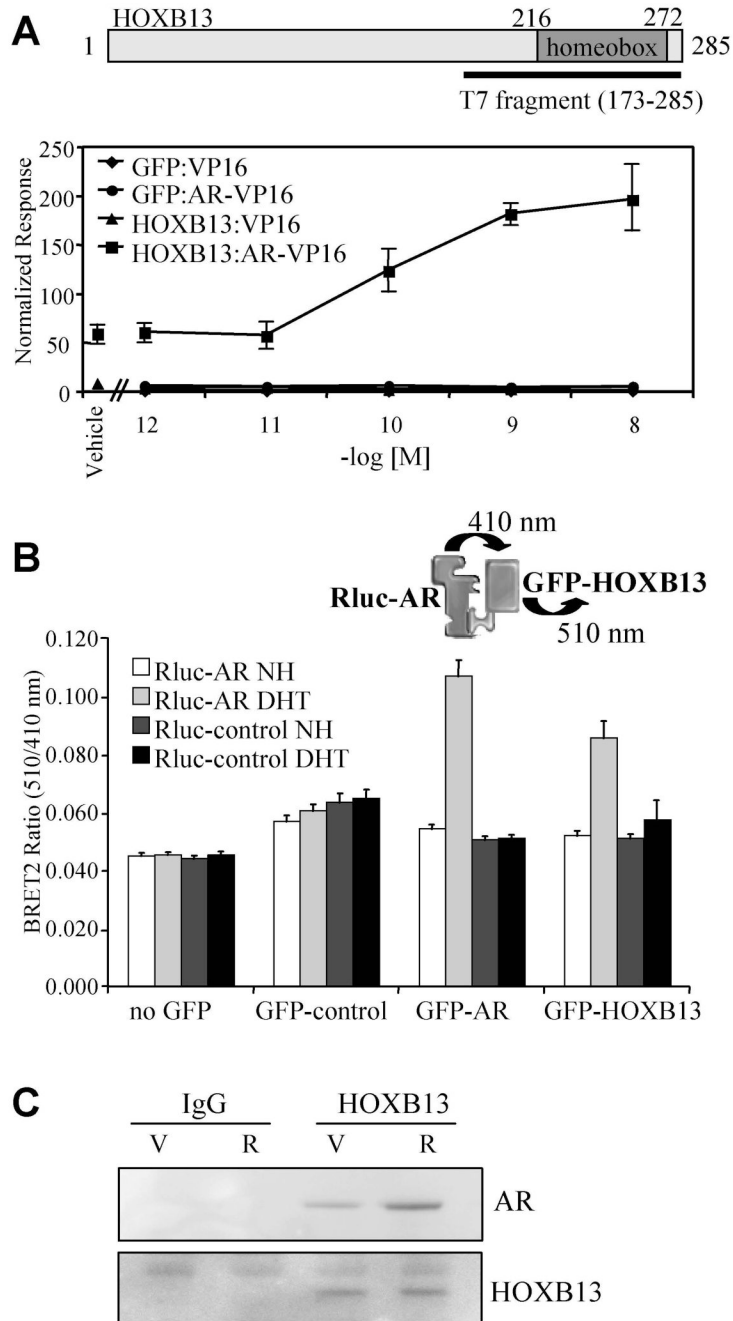 A
HOXB13 216 272
1 homeobox 285
T7 fragment (173-285)
250
200
150
100
50
0
Normalized Response
GFP:VP16
GFP:AR-VP16
HOXB13:VP16
HOXB13:AR-VP16
Vehicle 12 11 10 9 8
-log [M]
B
410 nm
Rluc-AR GFP-HOXB13
510 nm
0.120
0.100
0.080
0.060
0.040
0.020
0.000
BRET2 Ratio (510/410 nm)
Rluc-AR NH
Rluc-AR DHT
Rluc-control NH
Rluc-control DHT
no GFP GFP-control GFP-AR GFP-HOXB13
C
IgG HOXB13
V R V R
AR
HOXB13